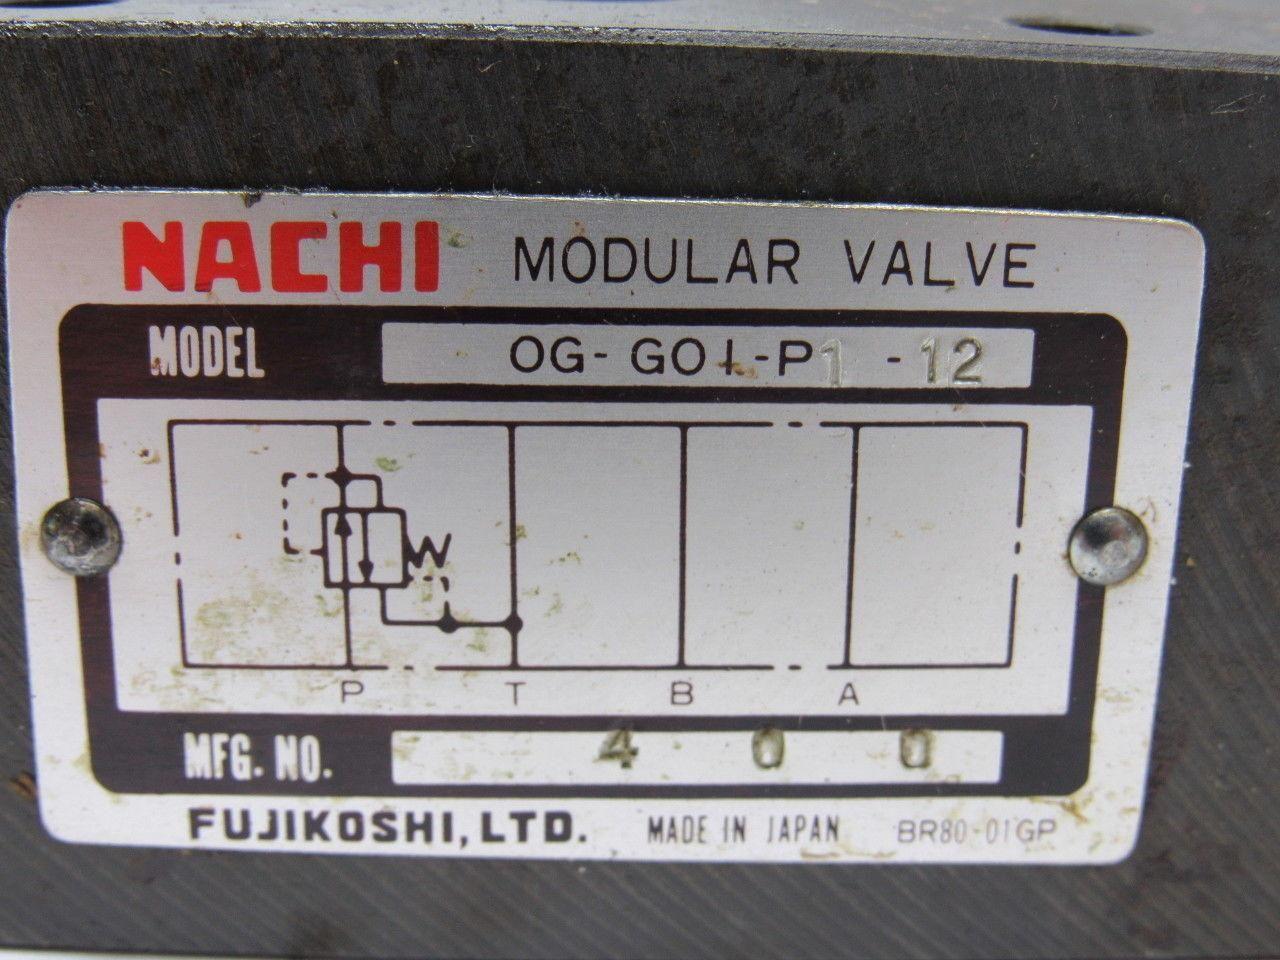 NACHI MODULAR VALVE
MODEL OG-G01-P1-12
P T B A
MFG. NO. 4 0 0
FUJIKOSHI, LTD. MADE IN JAPAN BR80-01GP